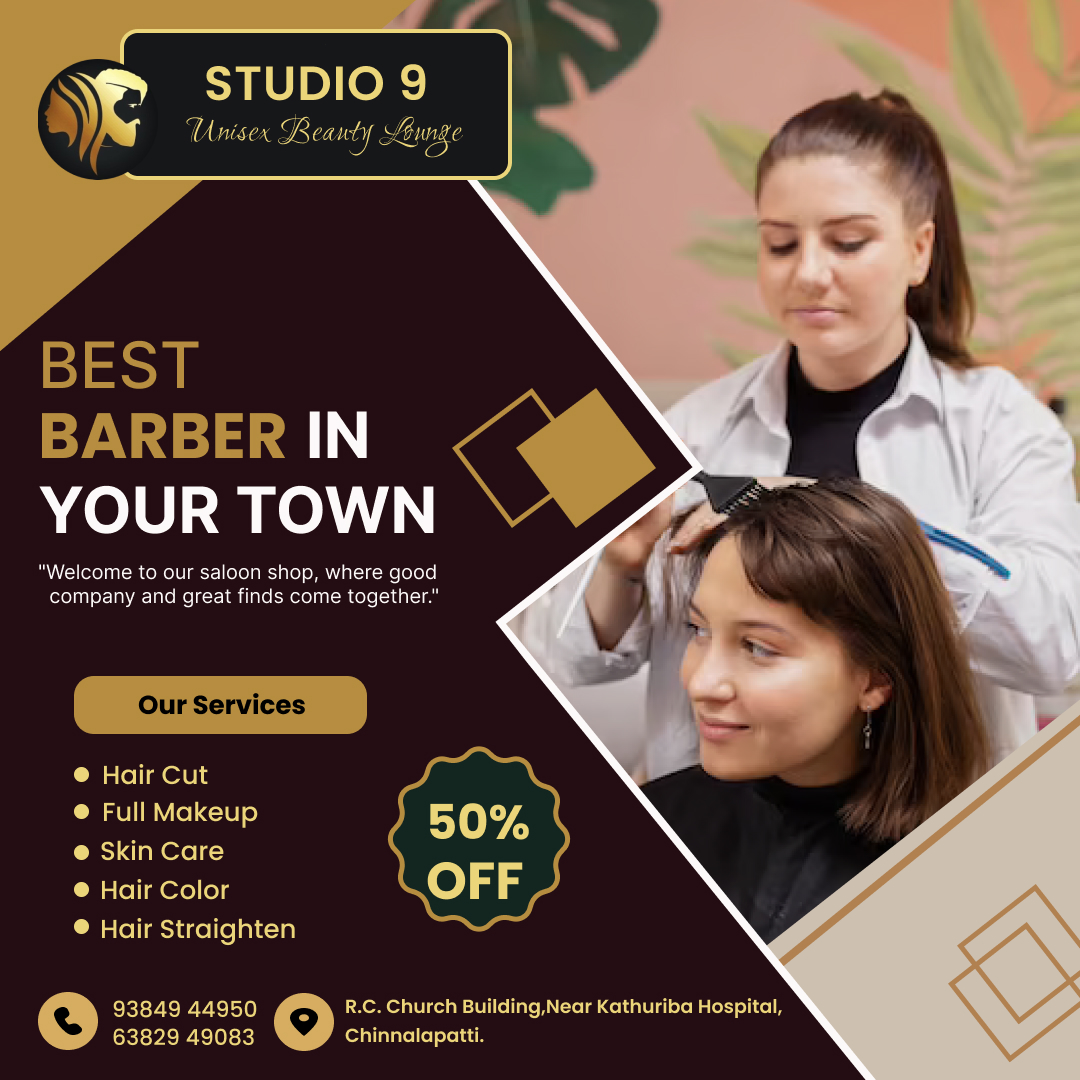 STUDIO 9
Unisex Beauty Lounge
BEST
BARBER IN
YOUR TOWN
"Welcome to our saloon shop, where good
company and great finds come together."
Our Services
Hair Cut
Full Makeup
Skin Care
Hair Color
Hair Straighten
50%
OFF
93849 44950
63829 49083
R.C. Church Building,Near Kathuriba Hospital,
Chinnalapatti.